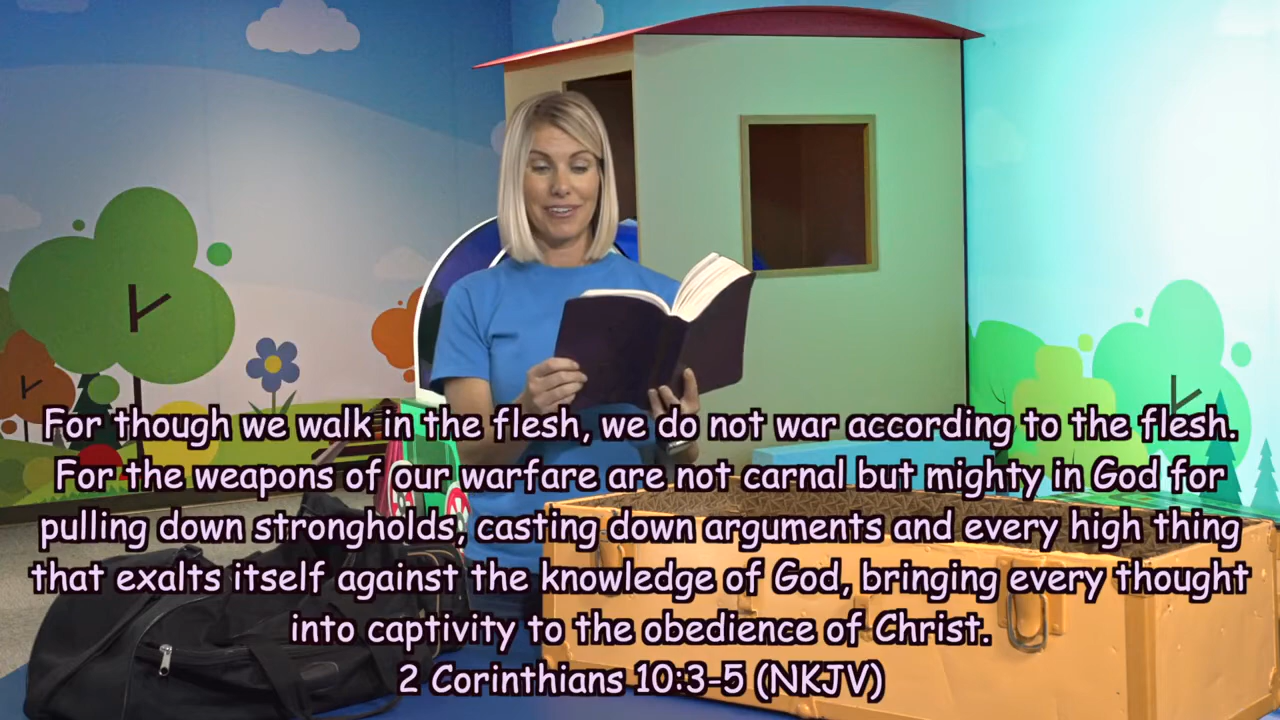 For though we walk in the flesh, we do not war according to the flesh.
For the weapons of our warfare are not carnal but mighty in God for
pulling down strongholds, casting down arguments and every high thing
that exalts itself against the knowledge of God, bringing every thought
into captivity to the obedience of Christ.
2 Corinthians 10:3-5 (NKJV)